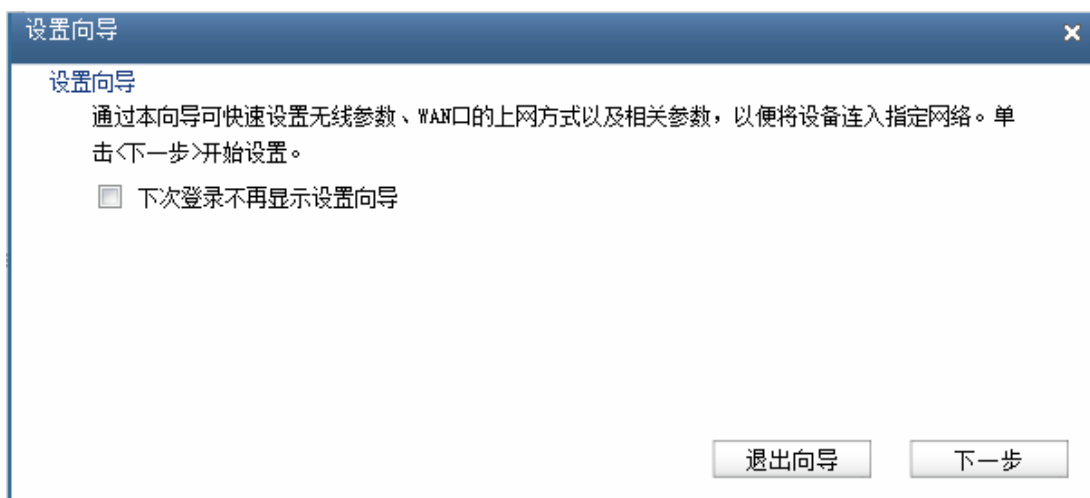 设置向导
设置向导
通过本向导可快速设置无线参数、WAN口的上网方式以及相关参数，以便将设备连入指定网络。单
击<下一步>开始设置。
下次登录不再显示设置向导
退出向导
下一步